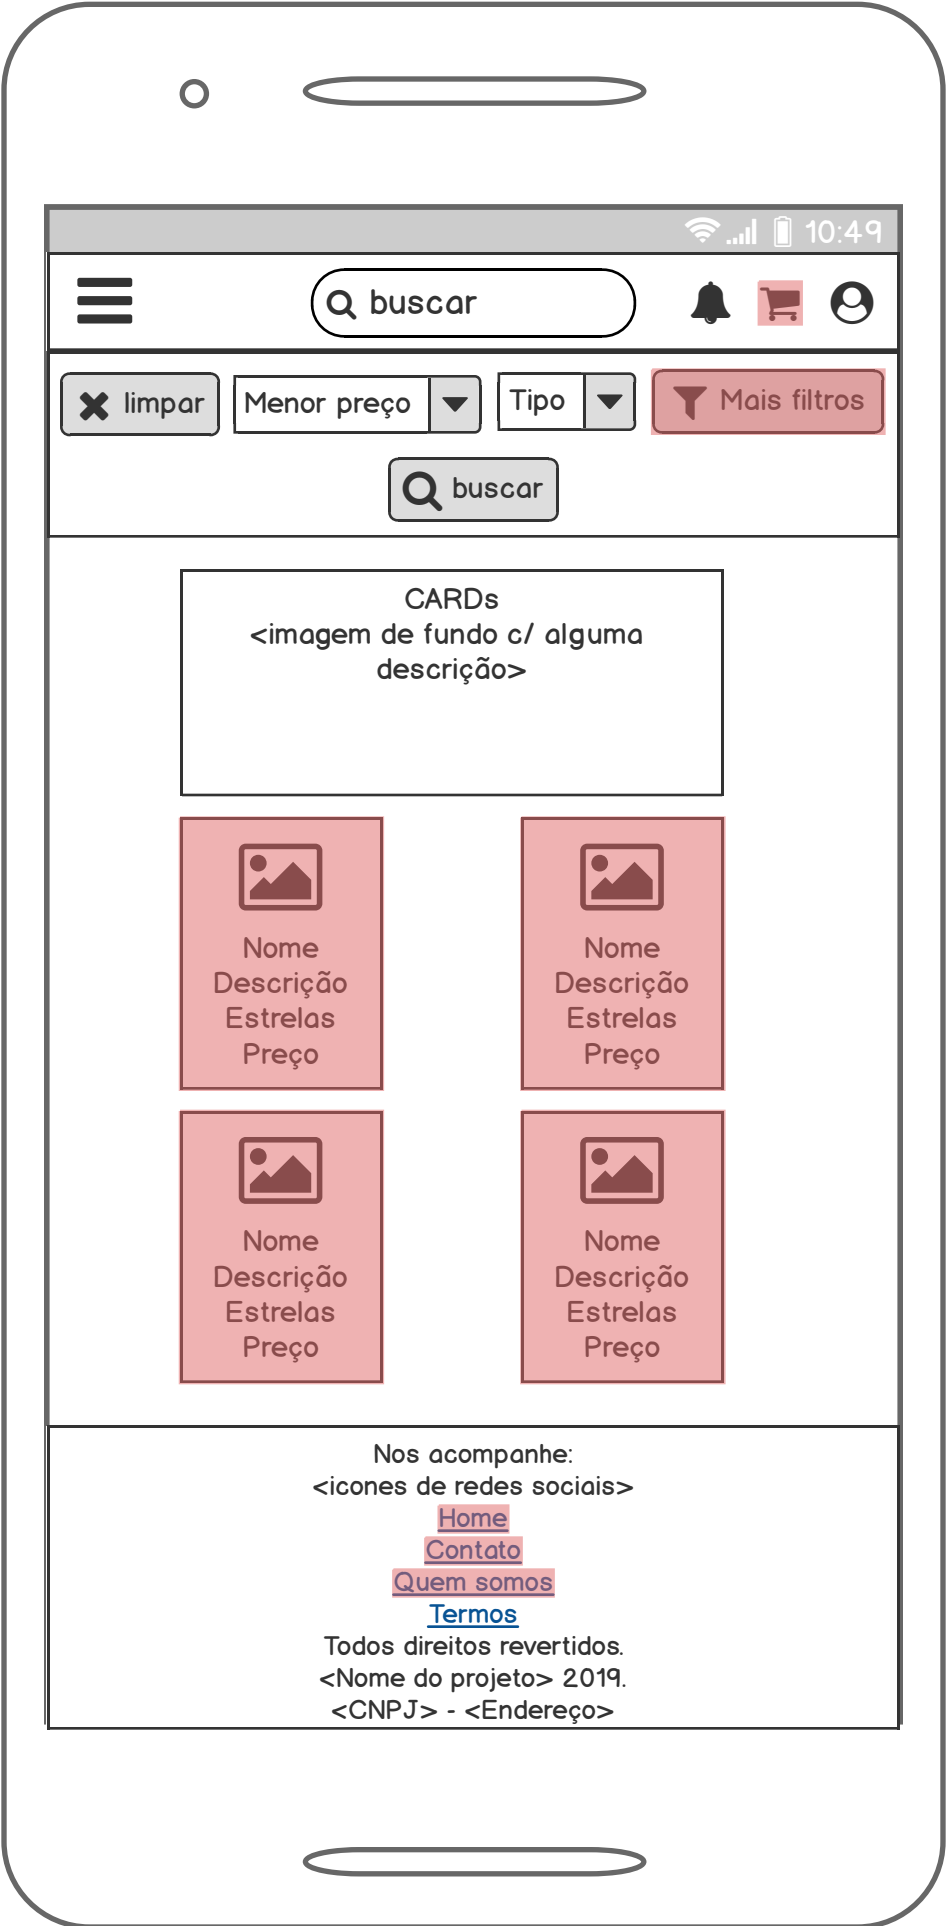 10:49
buscar
limpar Menor preço Tipo Mais filtros
buscar
CARDs
<imagem de fundo c/ alguma
descrição>
Nome
Descrição
Estrelas
Preço
Nome
Descrição
Estrelas
Preço
Nome
Descrição
Estrelas
Preço
Nome
Descrição
Estrelas
Preço
Nos acompanhe:
<icones de redes sociais>
Home
Contato
Quem somos
Termos
Todos direitos revertidos.
<Nome do projeto> 2019.
<CNPJ> - <Endereço>